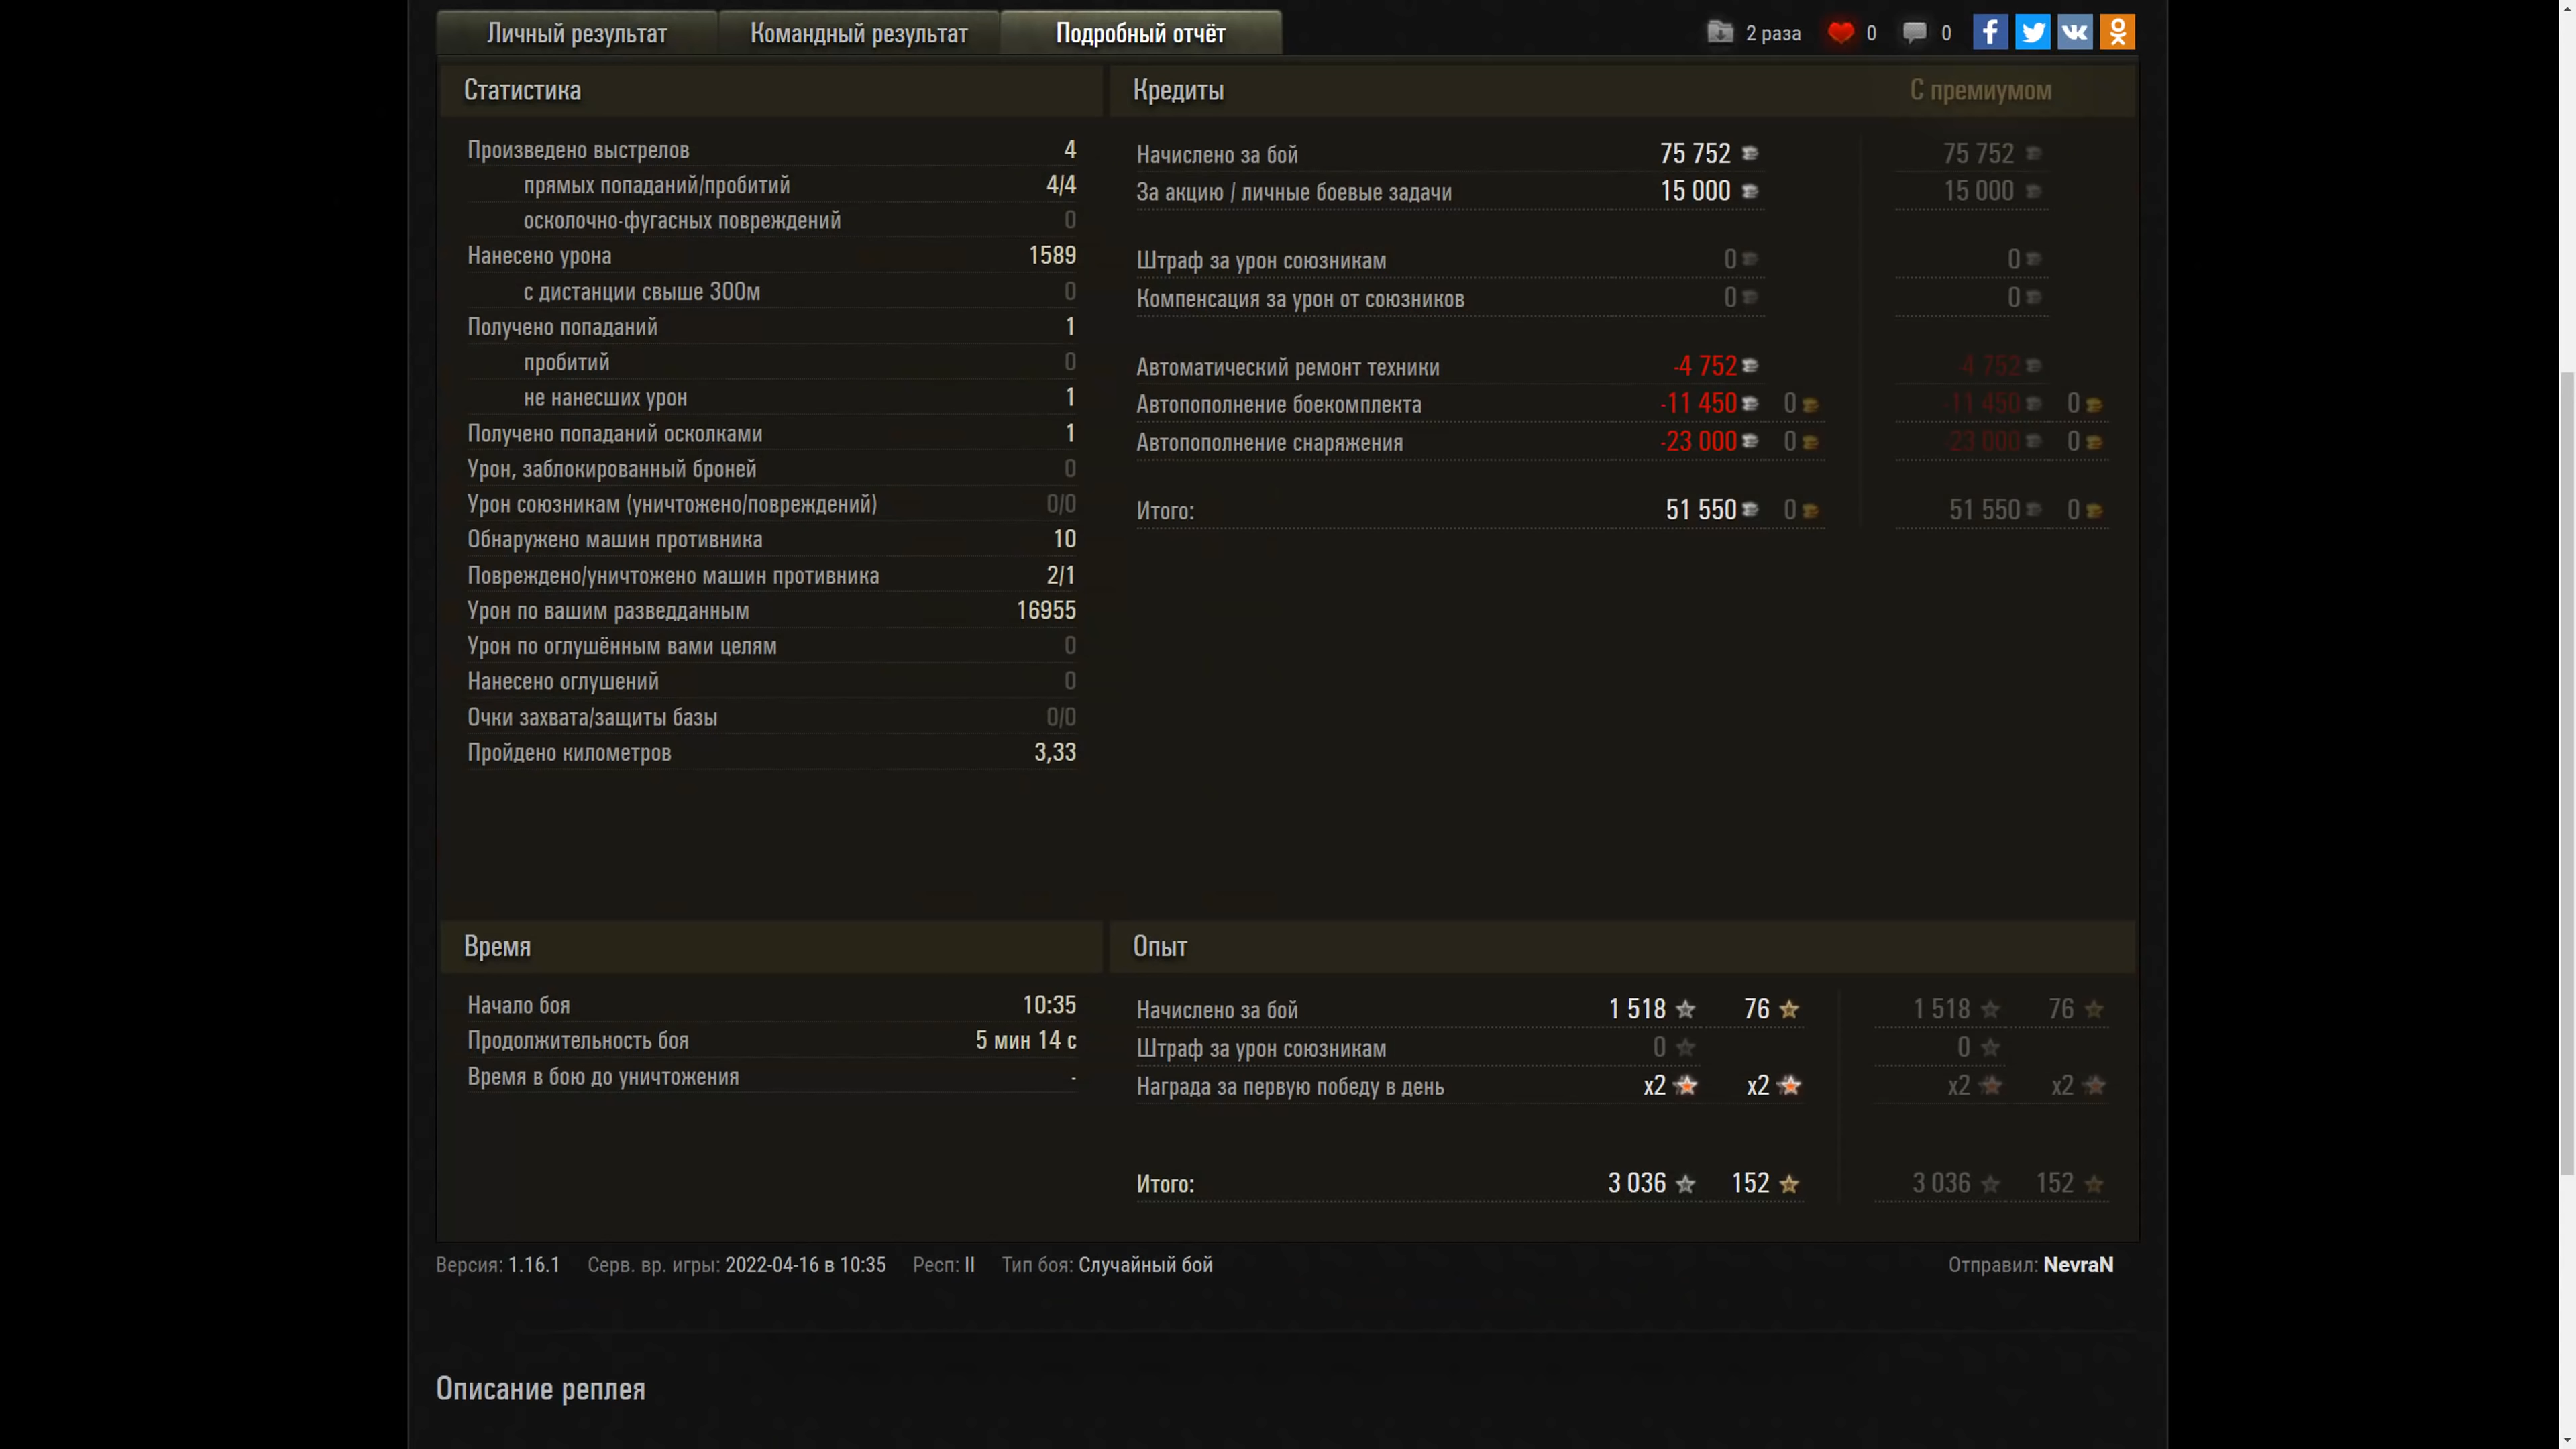 Личный результат Командный результат Подробный отчёт 2 раза 0 0
Статистика
Произведено выстрелов 4
прямых попаданий/пробитий 4/4
осколочно-фугасных повреждений 0
Нанесено урона 1589
с дистанции свыше 300м 0
Получено попаданий 1
пробитий 0
не нанесших урон 1
Получено попаданий осколками 1
Урон, заблокированный броней 0
Урон союзникам (уничтожено/повреждений) 0/0
Обнаружено машин противника 10
Повреждено/уничтожено машин противника 2/1
Урон по вашим разведданным 16955
Урон по оглушённым вами целям 0
Нанесено оглушений 0
Очки захвата/защиты базы 0/0
Пройдено километров 3,33
Кредиты С премиумом
Начислено за бой 75 752 75 752
За акцию / личные боевые задачи 15 000 15 000
Штраф за урон союзникам 0 0
Компенсация за урон от союзников 0 0
Автоматический ремонт техники -4 752 -4 752
Автопополнение боекомплекта -11 450 0 -11 450 0
Автопополнение снаряжения -23 000 0 -23 000 0
Итого: 51 550 0 51 550 0
Время
Начало боя 10:35
Продолжительность боя 5 мин 14 с
Время в бою до уничтожения -
Опыт
Начислено за бой 1 518 76 1 518 76
Штраф за урон союзникам 0 0
Награда за первую победу в день x2 x2 x2 x2
Итого: 3 036 152 3 036 152
Версия: 1.16.1 Серв. вр. игры: 2022-04-16 в 10:35 Респ: II Тип боя: Случайный бой Отправил: NevraN
Описание реплея